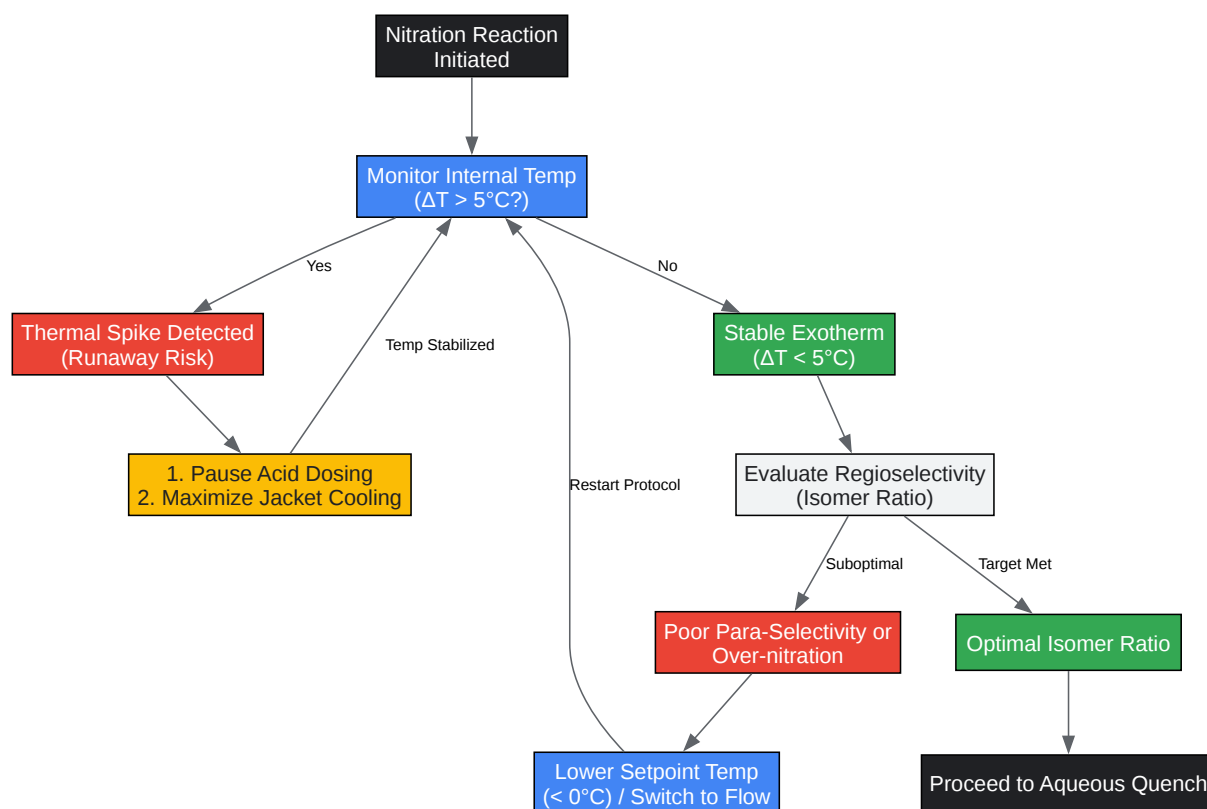 Nitration Reaction
Initiated
Monitor Internal Temp
(ΔT > 5°C?)
Yes
No
Thermal Spike Detected
(Runaway Risk)
Temp Stabilized
Stable Exotherm
(ΔT < 5°C)
1. Pause Acid Dosing
2. Maximize Jacket Cooling
Restart Protocol
Evaluate Regioselectivity
(Isomer Ratio)
Suboptimal
Target Met
Poor Para-Selectivity or
Over-nitration
Optimal Isomer Ratio
Lower Setpoint Temp
(< 0°C) / Switch to Flow
Proceed to Aqueous Quench